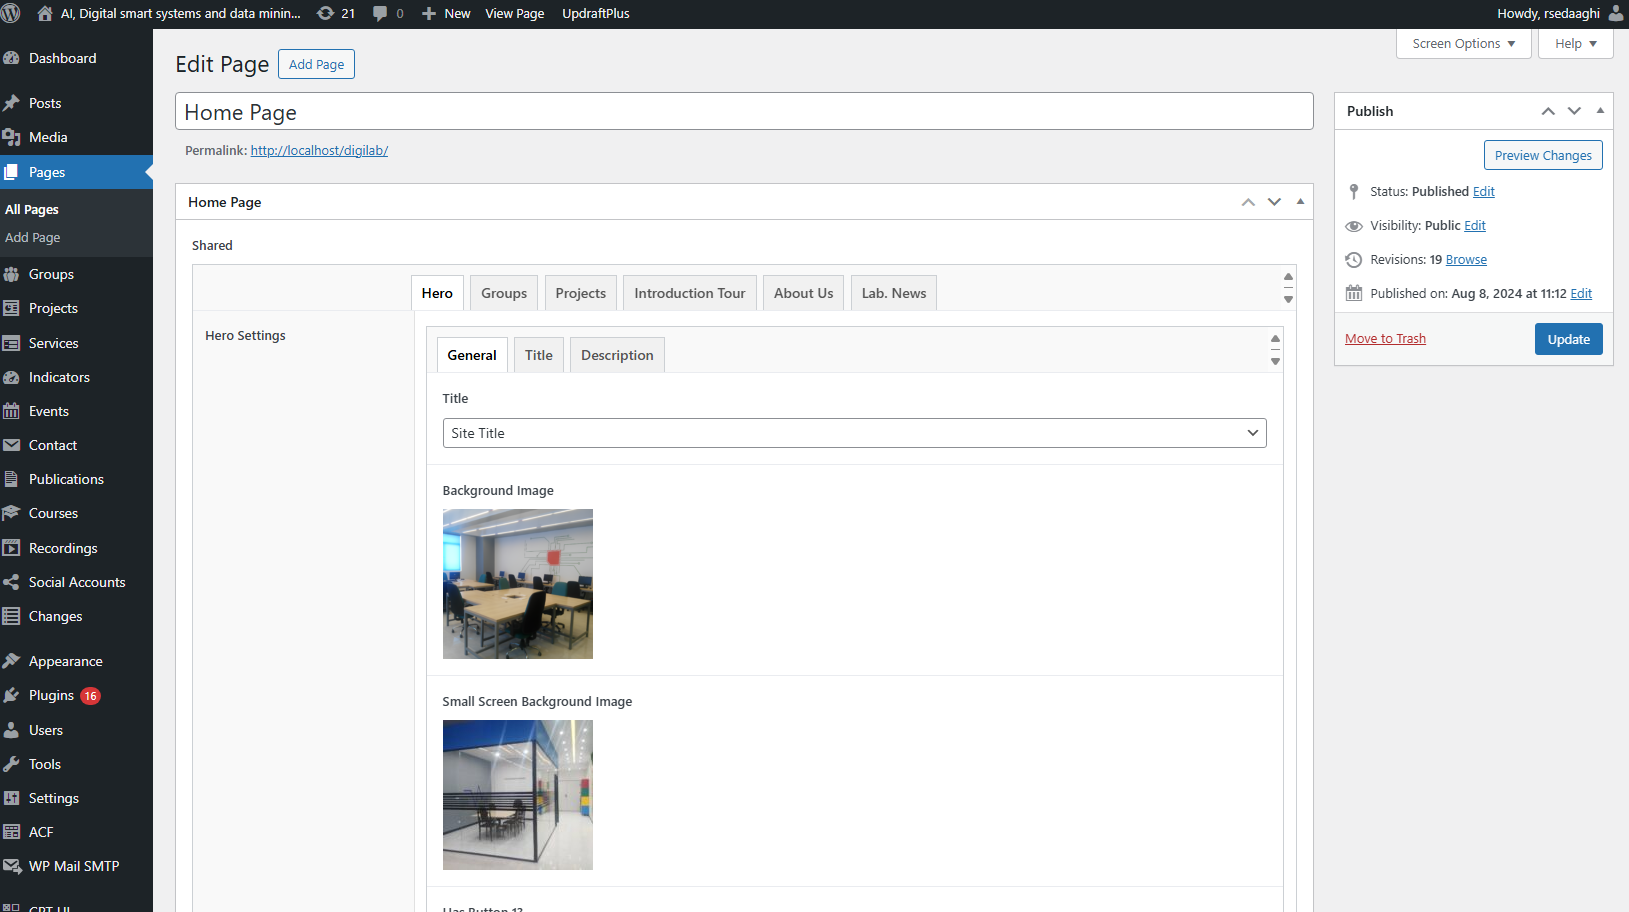 AI, Digital smart systems and data minin... 21 0 New View Page UpdraftPlus Howdy, rsedaaghi
Screen Options Help
Dashboard
Posts
Media
Pages
All Pages
Add Page
Groups
Projects
Services
Indicators
Events
Contact
Publications
Courses
Recordings
Social Accounts
Changes
Appearance
Plugins 16
Users
Tools
Settings
ACF
WP Mail SMTP
CPT UI
Edit Page Add Page
Home Page
Permalink: http://localhost/digilab/
Home Page
Shared
Hero Groups Projects Introduction Tour About Us Lab. News
Hero Settings
General Title Description
Title
Site Title
Background Image
Small Screen Background Image
Has Button 1?
Publish
Preview Changes
Status: Published Edit
Visibility: Public Edit
Revisions: 19 Browse
Published on: Aug 8, 2024 at 11:12 Edit
Move to Trash Update